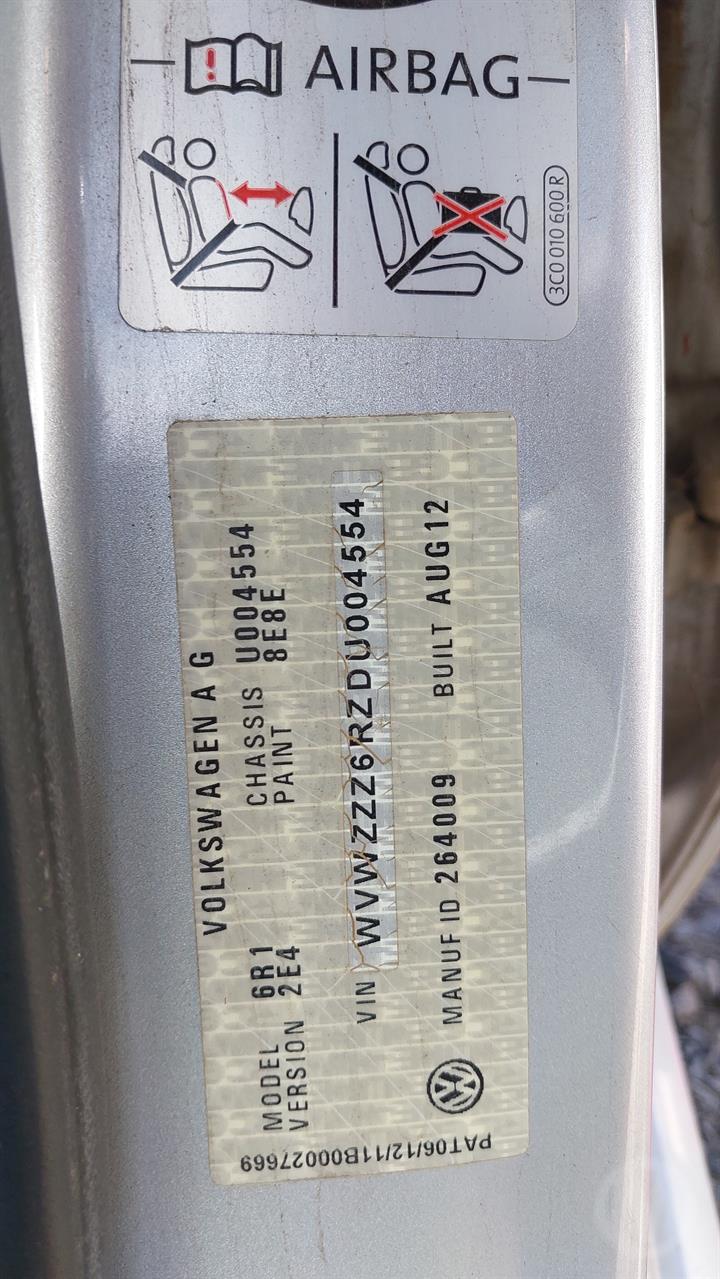 AIRBAG
3C0 010 600 R
VOLKSWAGEN A G
MODEL 6R1 CHASSIS U004554
VERSION 2E4 PAINT 8E8E
VIN WVWZZZ6RZDU004554
MANUF ID 264009 BUILT AUG12
PAT06/12/11B00027669